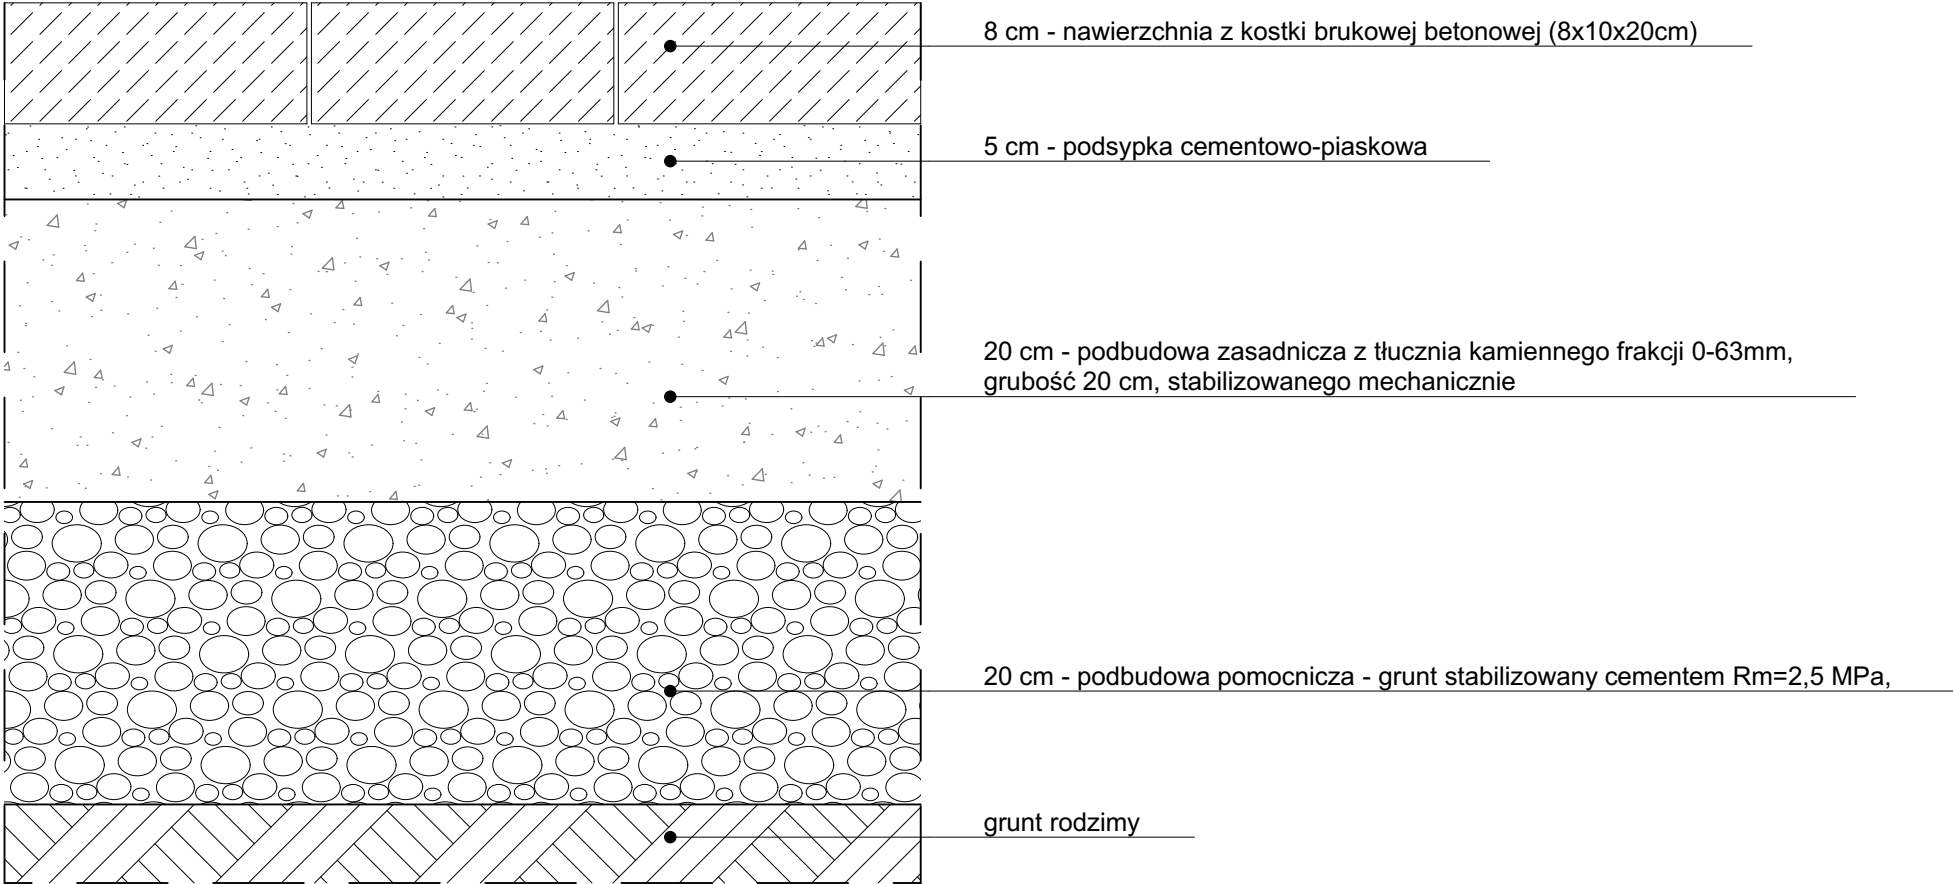 8 cm - nawierzchnia z kostki brukowej betonowej (8x10x20cm)
5 cm - podsypka cementowo-piaskowa
20 cm - podbudowa zasadnicza z tłucznia kamiennego frakcji 0-63mm,
grubość 20 cm, stabilizowanego mechanicznie
20 cm - podbudowa pomocnicza - grunt stabilizowany cementem Rm=2,5 MPa,
grunt rodzimy